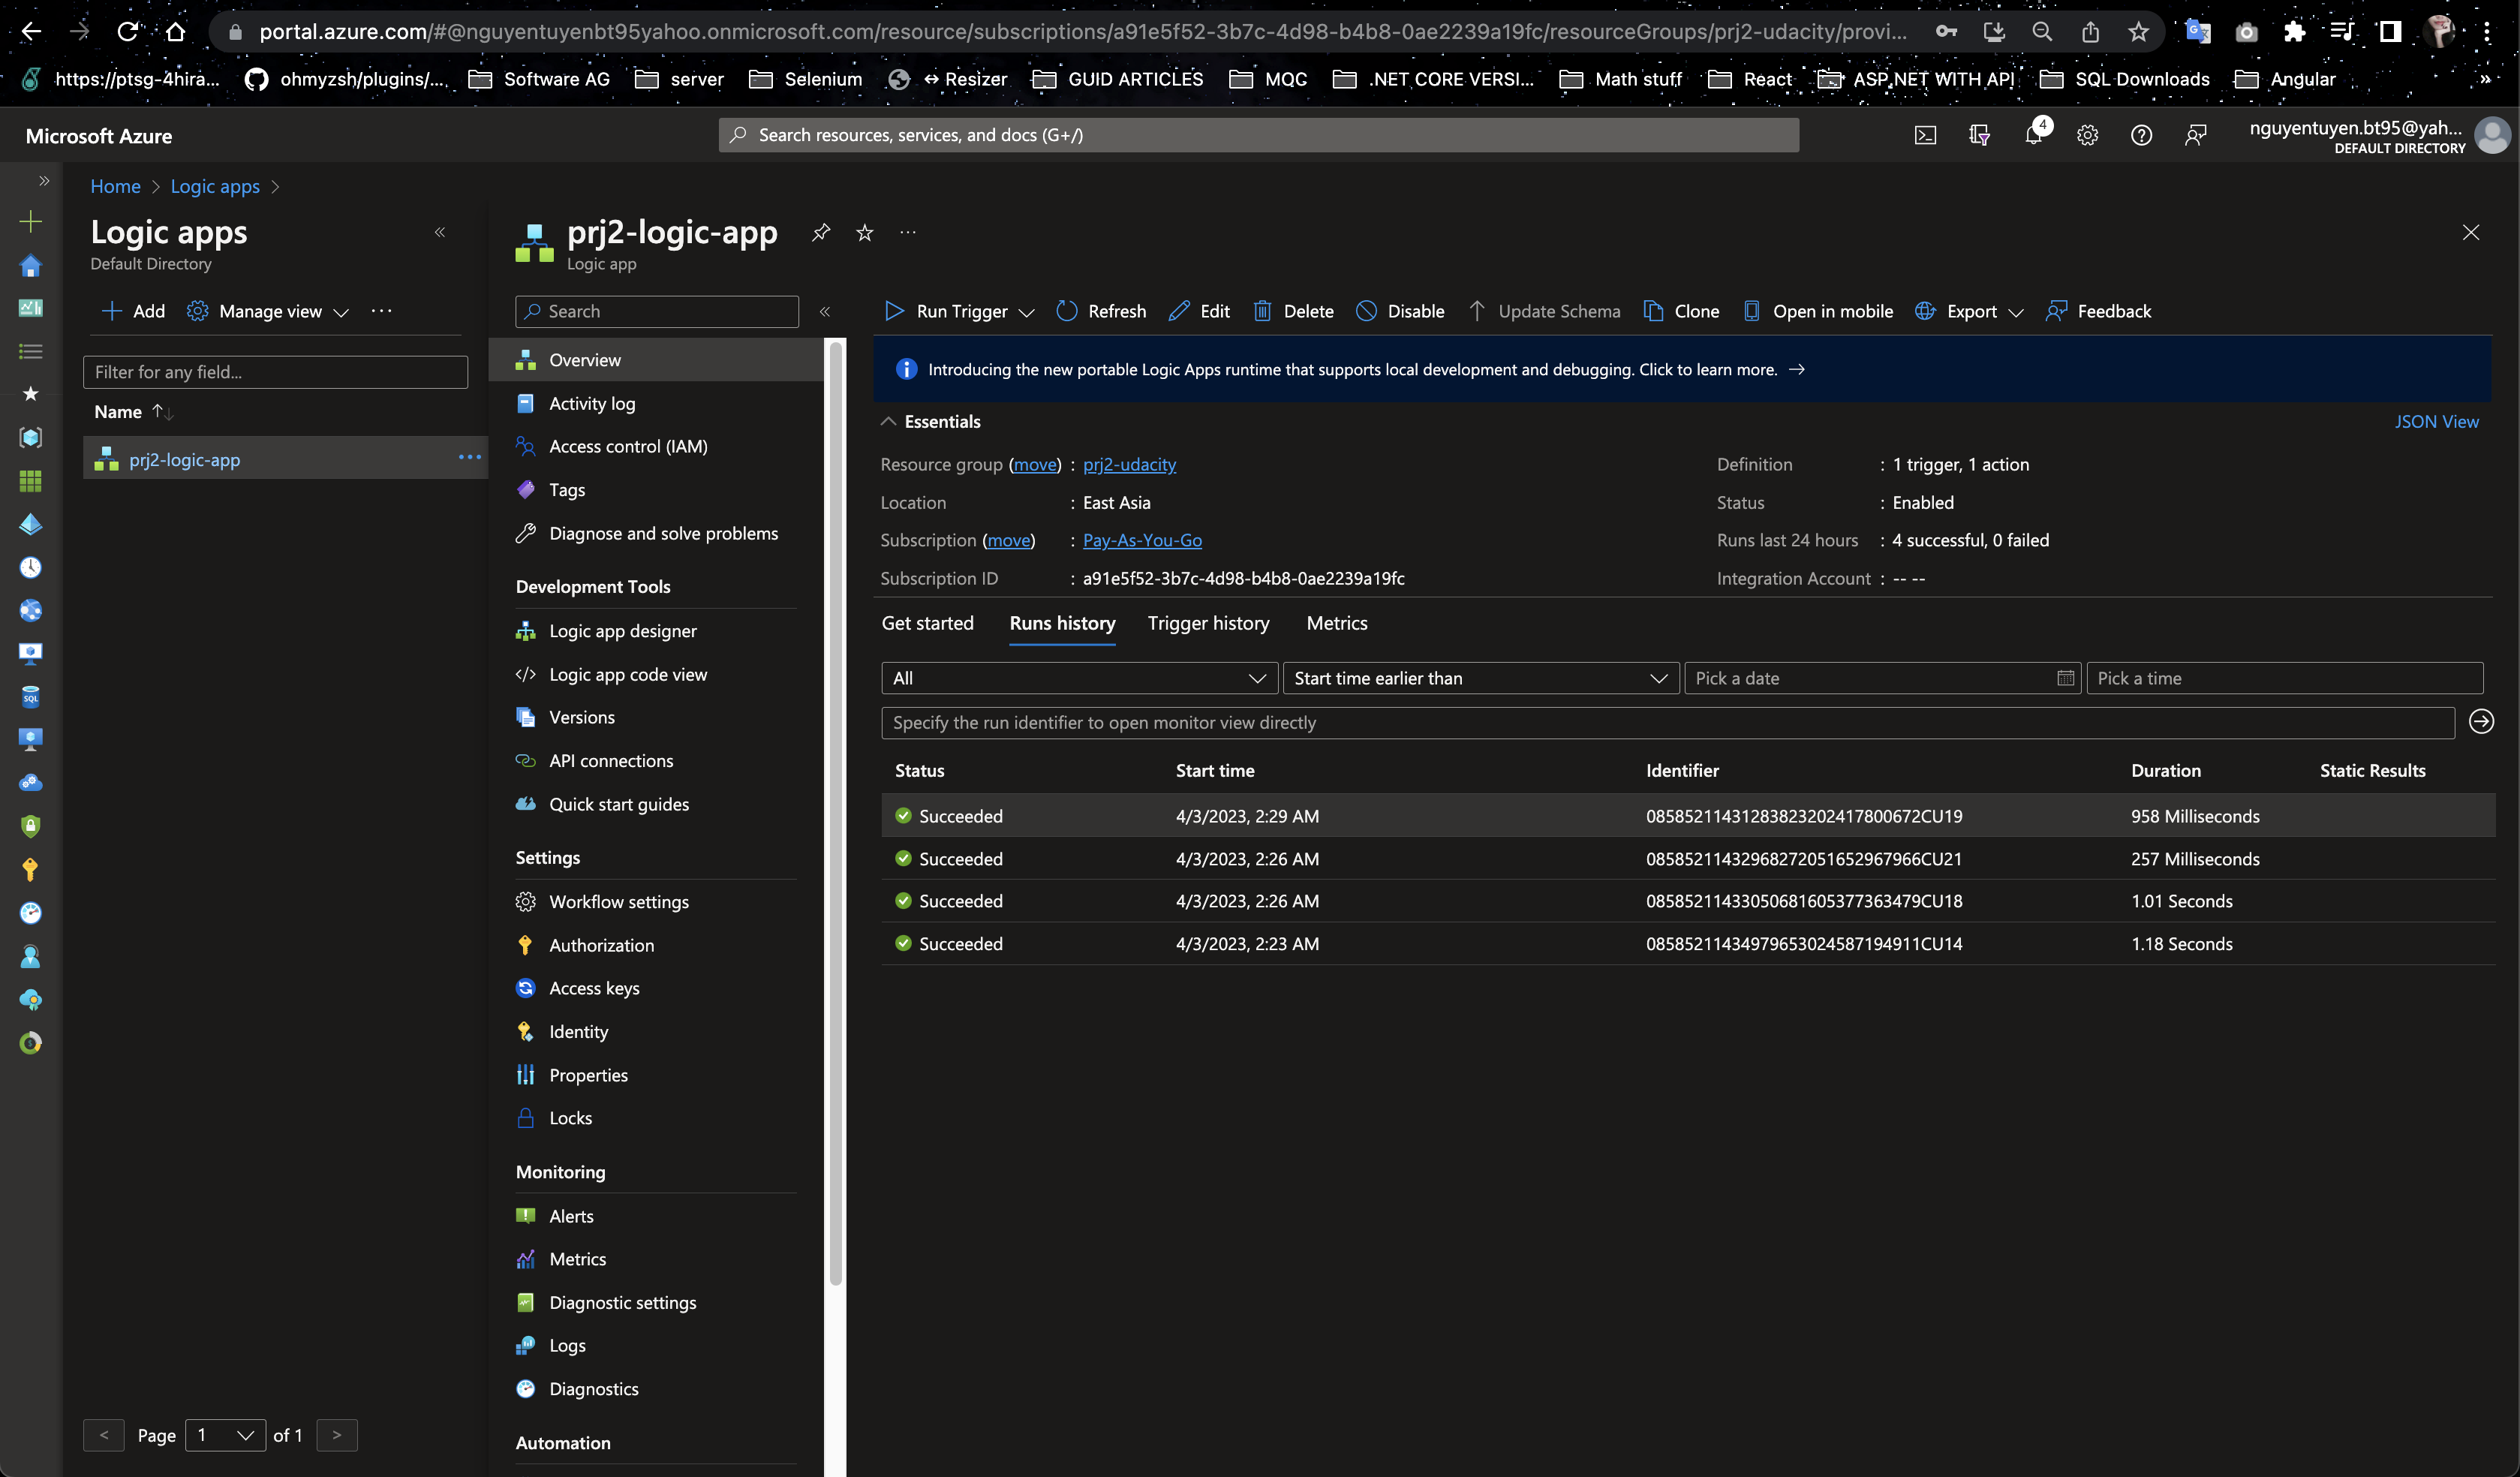 portal.azure.com/#@nguyentuyenbt95yahoo.onmicrosoft.com/resource/subscriptions/a91e5f52-3b7c-4d98-b4b8-0ae2239a19fc/resourceGroups/prj2-udacity/provi...
https://ptsg-4hira... ohmyzsh/plugins/... Software AG server Selenium ↔ Resizer GUID ARTICLES MQC .NET CORE VERSI... Math stuff React ASP.NET WITH API SQL Downloads Angular »
Microsoft Azure
Search resources, services, and docs (G+/)
4
nguyentuyen.bt95@yah...
DEFAULT DIRECTORY
Home > Logic apps >
Logic apps
Default Directory
Add Manage view ...
Filter for any field...
Name
prj2-logic-app ...
Page 1 of 1
prj2-logic-app
Logic app
Search
Overview
Activity log
Access control (IAM)
Tags
Diagnose and solve problems
Development Tools
Logic app designer
Logic app code view
Versions
API connections
Quick start guides
Settings
Workflow settings
Authorization
Access keys
Identity
Properties
Locks
Monitoring
Alerts
Metrics
Diagnostic settings
Logs
Diagnostics
Automation
Run Trigger Refresh Edit Delete Disable Update Schema Clone Open in mobile Export Feedback
Introducing the new portable Logic Apps runtime that supports local development and debugging. Click to learn more. →
Essentials
JSON View
Resource group (move) : prj2-udacity
Location : East Asia
Subscription (move) : Pay-As-You-Go
Subscription ID : a91e5f52-3b7c-4d98-b4b8-0ae2239a19fc
Definition : 1 trigger, 1 action
Status : Enabled
Runs last 24 hours : 4 successful, 0 failed
Integration Account : -- --
Get started Runs history Trigger history Metrics
All Start time earlier than Pick a date Pick a time
Specify the run identifier to open monitor view directly
Status Start time Identifier Duration Static Results
Succeeded 4/3/2023, 2:29 AM 08585211431283823202417800672CU19 958 Milliseconds
Succeeded 4/3/2023, 2:26 AM 08585211432968272051652967966CU21 257 Milliseconds
Succeeded 4/3/2023, 2:26 AM 08585211433050681605377363479CU18 1.01 Seconds
Succeeded 4/3/2023, 2:23 AM 08585211434979653024587194911CU14 1.18 Seconds